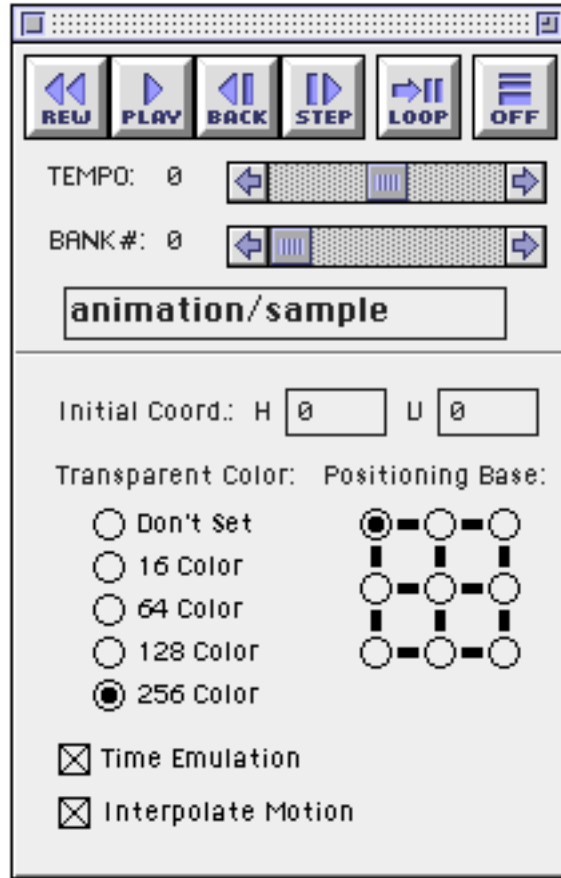 REW PLAY BACK STEP LOOP OFF
TEMPO: 0
BANK#: 0
animation/sample
Initial Coord.: H 0 V 0
Transparent Color: Positioning Base:
Don't Set
16 Color
64 Color
128 Color
256 Color
Time Emulation
Interpolate Motion